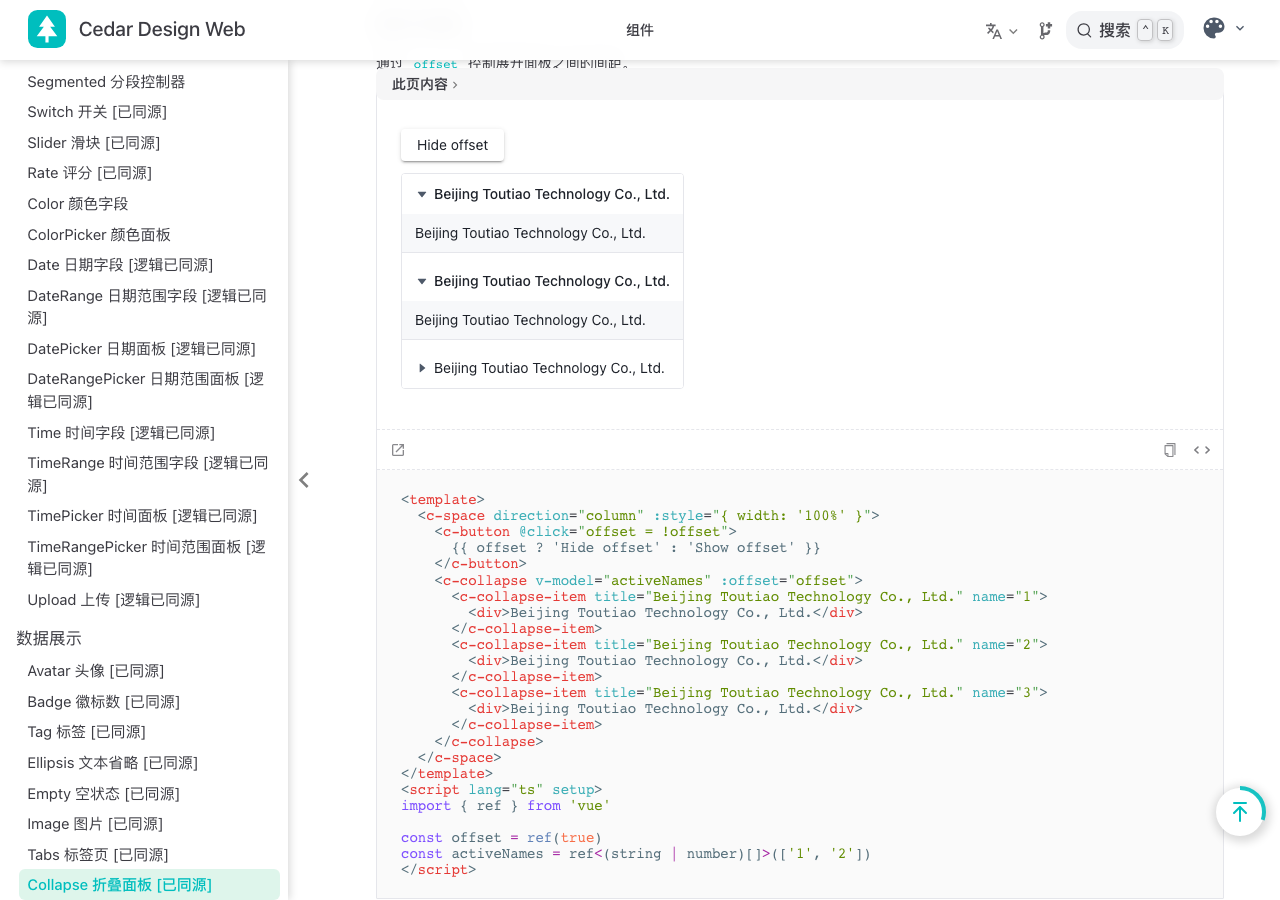 Cedar Design Web
组件
搜索 ^ K
Segmented 分段控制器
Switch 开关 [已同源]
Slider 滑块 [已同源]
Rate 评分 [已同源]
Color 颜色字段
ColorPicker 颜色面板
Date 日期字段 [逻辑已同源]
DateRange 日期范围字段 [逻辑已同
源]
DatePicker 日期面板 [逻辑已同源]
DateRangePicker 日期范围面板 [逻
辑已同源]
Time 时间字段 [逻辑已同源]
TimeRange 时间范围字段 [逻辑已同
源]
TimePicker 时间面板 [逻辑已同源]
TimeRangePicker 时间范围面板 [逻
辑已同源]
Upload 上传 [逻辑已同源]
数据展示
Avatar 头像 [已同源]
Badge 徽标数 [已同源]
Tag 标签 [已同源]
Ellipsis 文本省略 [已同源]
Empty 空状态 [已同源]
Image 图片 [已同源]
Tabs 标签页 [已同源]
Collapse 折叠面板 [已同源]
通过 offset 控制展开面板之间的间距。
此页内容 ›
Hide offset
Beijing Toutiao Technology Co., Ltd.
Beijing Toutiao Technology Co., Ltd.
Beijing Toutiao Technology Co., Ltd.
Beijing Toutiao Technology Co., Ltd.
Beijing Toutiao Technology Co., Ltd.
<template>
  <c-space direction="column" :style="{ width: '100%' }">
    <c-button @click="offset = !offset">
      {{ offset ? 'Hide offset' : 'Show offset' }}
    </c-button>
    <c-collapse v-model="activeNames" :offset="offset">
      <c-collapse-item title="Beijing Toutiao Technology Co., Ltd." name="1">
        <div>Beijing Toutiao Technology Co., Ltd.</div>
      </c-collapse-item>
      <c-collapse-item title="Beijing Toutiao Technology Co., Ltd." name="2">
        <div>Beijing Toutiao Technology Co., Ltd.</div>
      </c-collapse-item>
      <c-collapse-item title="Beijing Toutiao Technology Co., Ltd." name="3">
        <div>Beijing Toutiao Technology Co., Ltd.</div>
      </c-collapse-item>
    </c-collapse>
  </c-space>
</template>
<script lang="ts" setup>
import { ref } from 'vue'

const offset = ref(true)
const activeNames = ref<(string | number)[]>(['1', '2'])
</script>